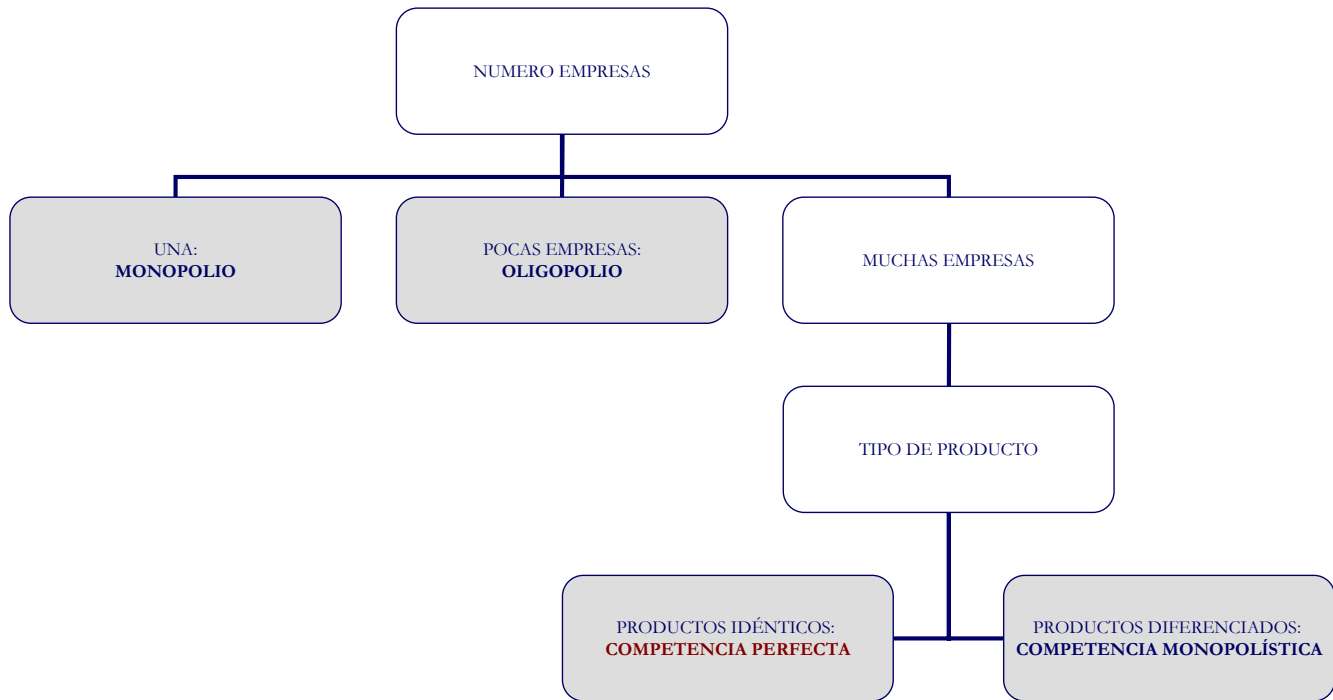 NUMERO EMPRESAS
UNA:
MONOPOLIO
POCAS EMPRESAS:
OLIGOPOLIO
MUCHAS EMPRESAS
TIPO DE PRODUCTO
PRODUCTOS IDÉNTICOS:
COMPETENCIA PERFECTA
PRODUCTOS DIFERENCIADOS:
COMPETENCIA MONOPOLÍSTICA